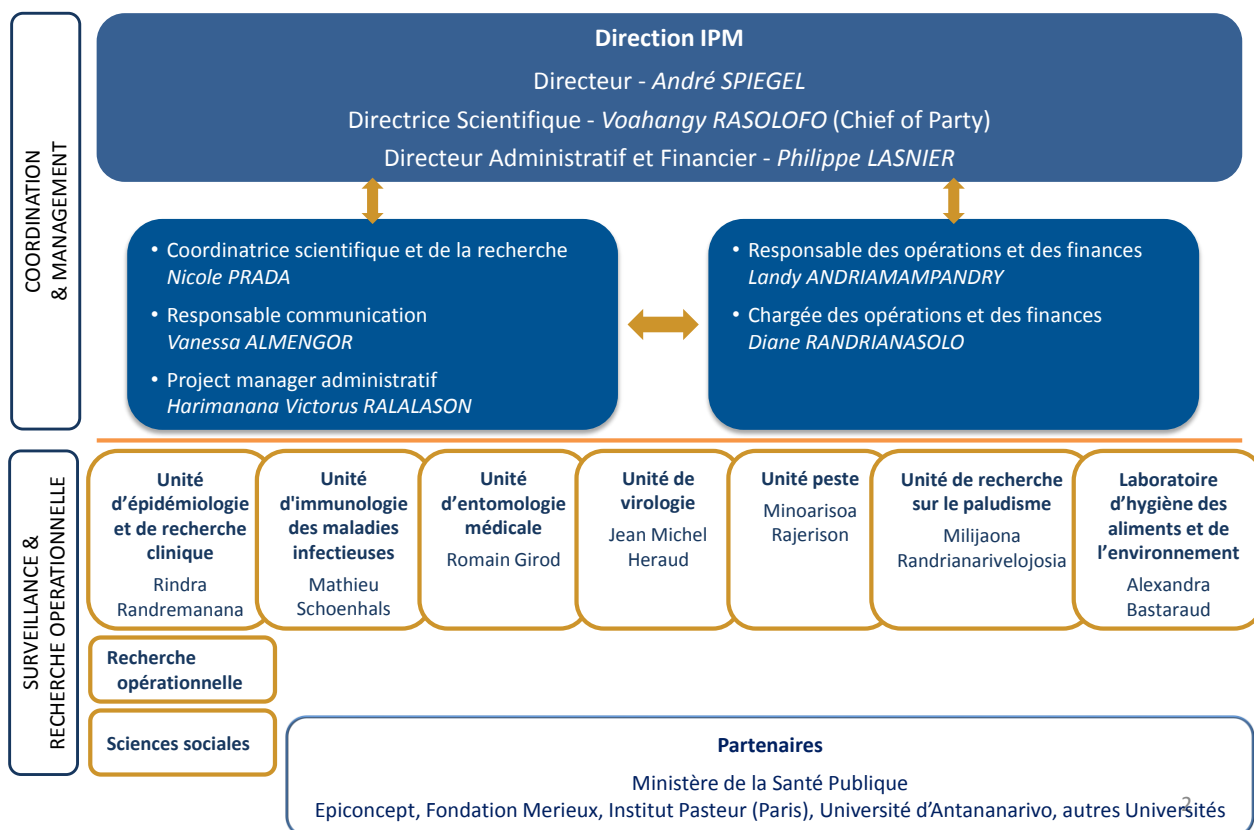 COORDINATION
& MANAGEMENT
Direction IPM
Directeur - André SPIEGEL
Directrice Scientifique - Voahangy RASOLOFO (Chief of Party)
Directeur Administratif et Financier - Philippe LASNIER
• Coordinatrice scientifique et de la recherche
Nicole PRADA
• Responsable communication
Vanessa ALMENGOR
• Project manager administratif
Harimanana Victorus RALALASON
• Responsable des opérations et des finances
Landy ANDRIAMAMPANDRY
• Chargée des opérations et des finances
Diane RANDRIANASOLO
SURVEILLANCE &
RECHERCHE OPERATIONNELLE
Unité
d’épidémiologie
et de recherche
clinique
Rindra
Randremanana
Unité
d'immunologie
des maladies
infectieuses
Mathieu
Schoenhals
Unité
d’entomologie
médicale
Romain Girod
Unité de
virologie
Jean Michel
Heraud
Unité peste
Minoarisoa
Rajerison
Unité de recherche
sur le paludisme
Milijaona
Randrianarivelojosia
Laboratoire
d’hygiène des
aliments et de
l’environnement
Alexandra
Bastaraud
Recherche
opérationnelle
Sciences sociales
Partenaires
Ministère de la Santé Publique
Epiconcept, Fondation Merieux, Institut Pasteur (Paris), Université d’Antananarivo, autres Universités
2